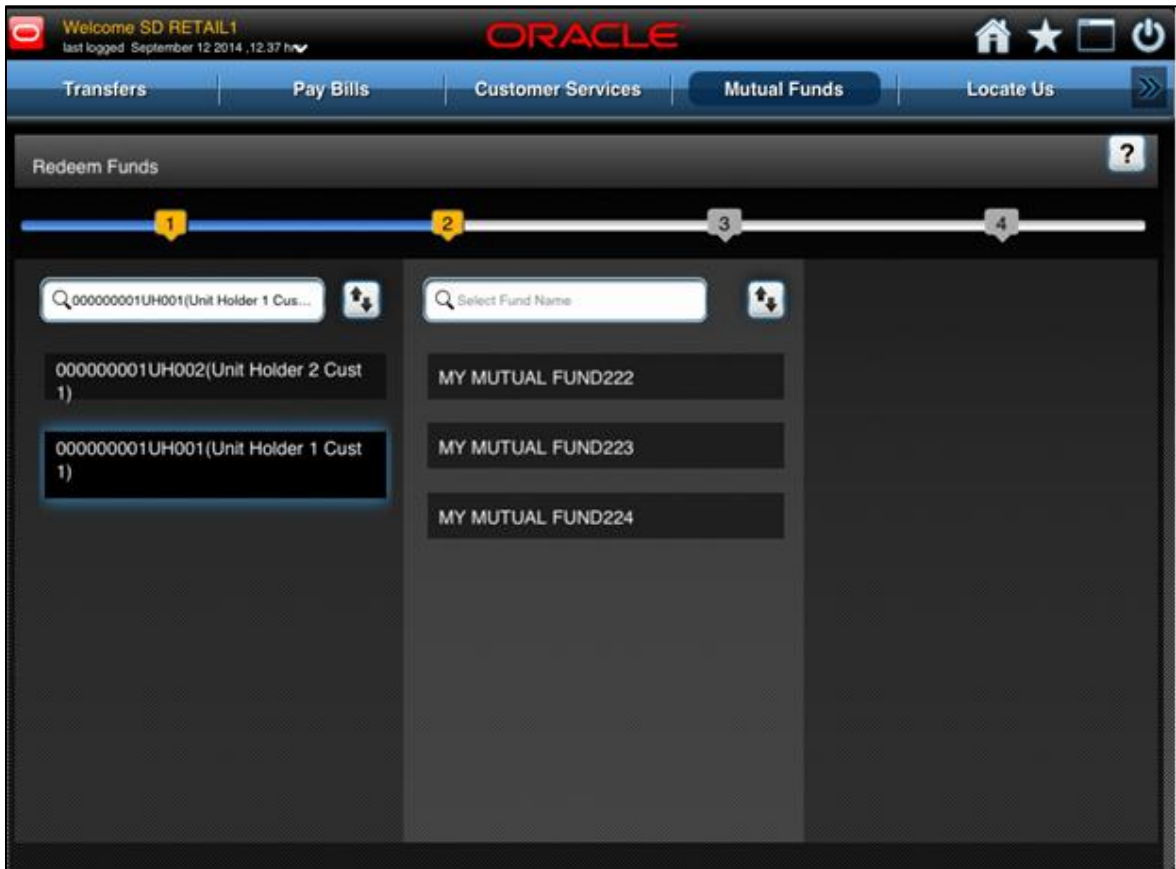 Welcome SD RETAIL1
last logged September 12 2014 ,12.37 hr
ORACLE
Transfers
Pay Bills
Customer Services
Mutual Funds
Locate Us
Redeem Funds
?
1
2
3
4
000000001UH001(Unit Holder 1 Cus...
000000001UH002(Unit Holder 2 Cust
1)
000000001UH001(Unit Holder 1 Cust
1)
Select Fund Name
MY MUTUAL FUND222
MY MUTUAL FUND223
MY MUTUAL FUND224